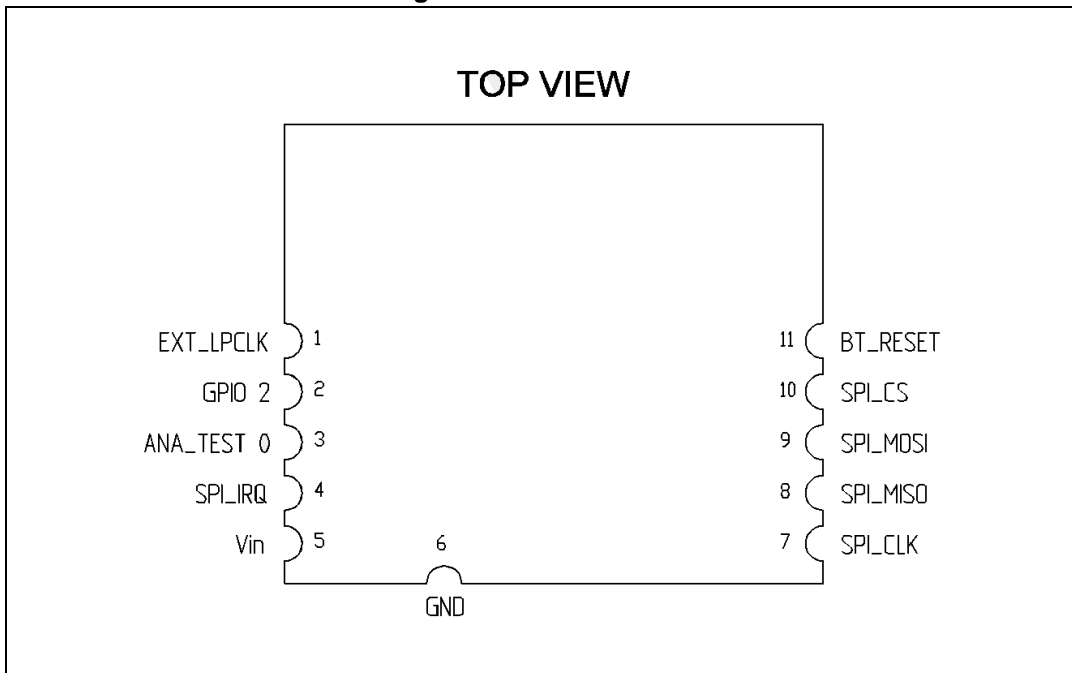 TOP VIEW
EXT_LPCLK 1
GPIO 2 2
ANA_TEST 0 3
SPI_IRQ 4
Vin 5
6
GND
11 BT_RESET
10 SPI_CS
9 SPI_MOSI
8 SPI_MISO
7 SPI_CLK